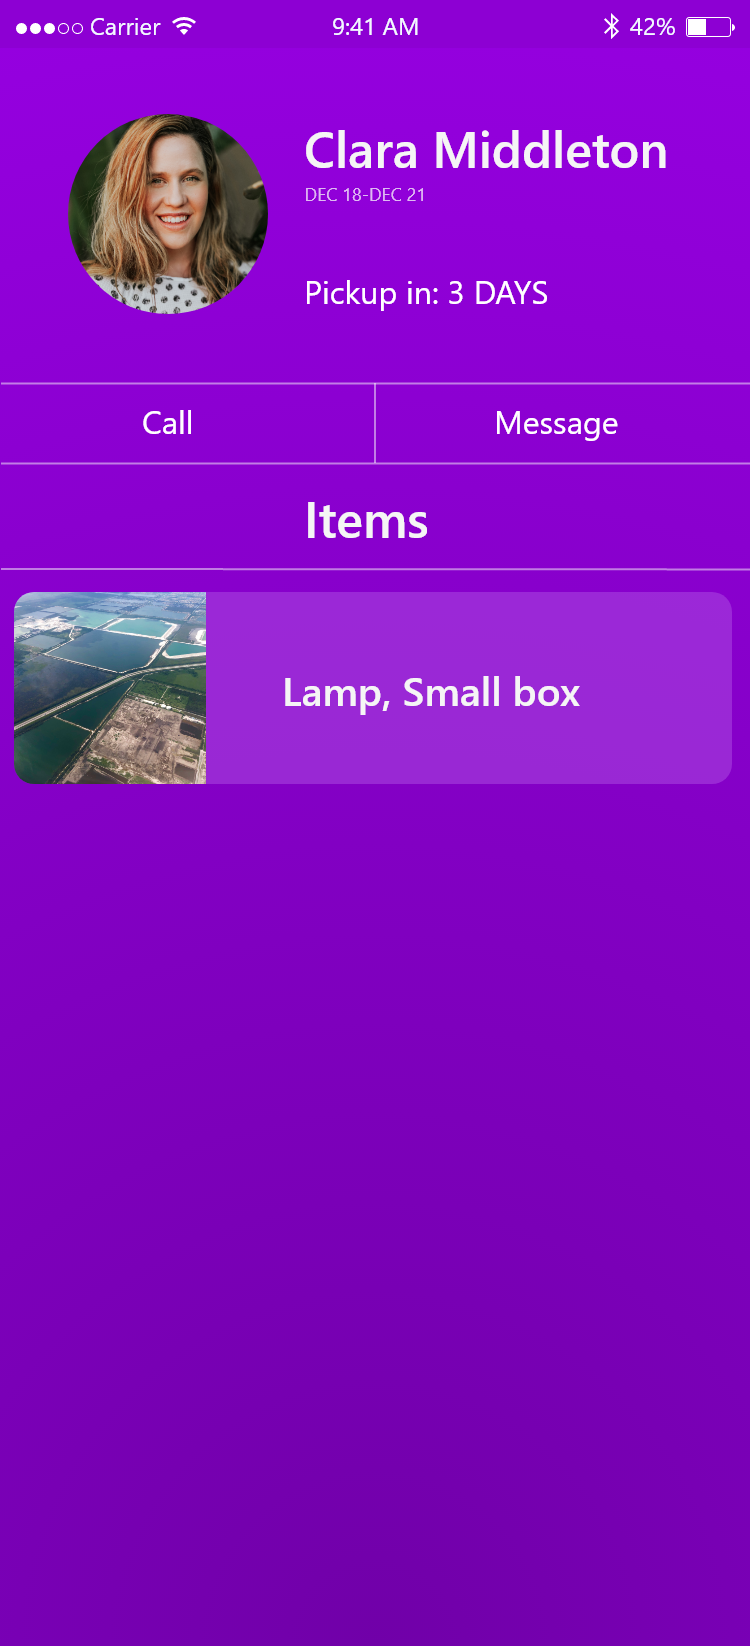 Carrier 9:41 AM 42%
Clara Middleton
DEC 18-DEC 21
Pickup in: 3 DAYS
Call Message
Items
Lamp, Small box